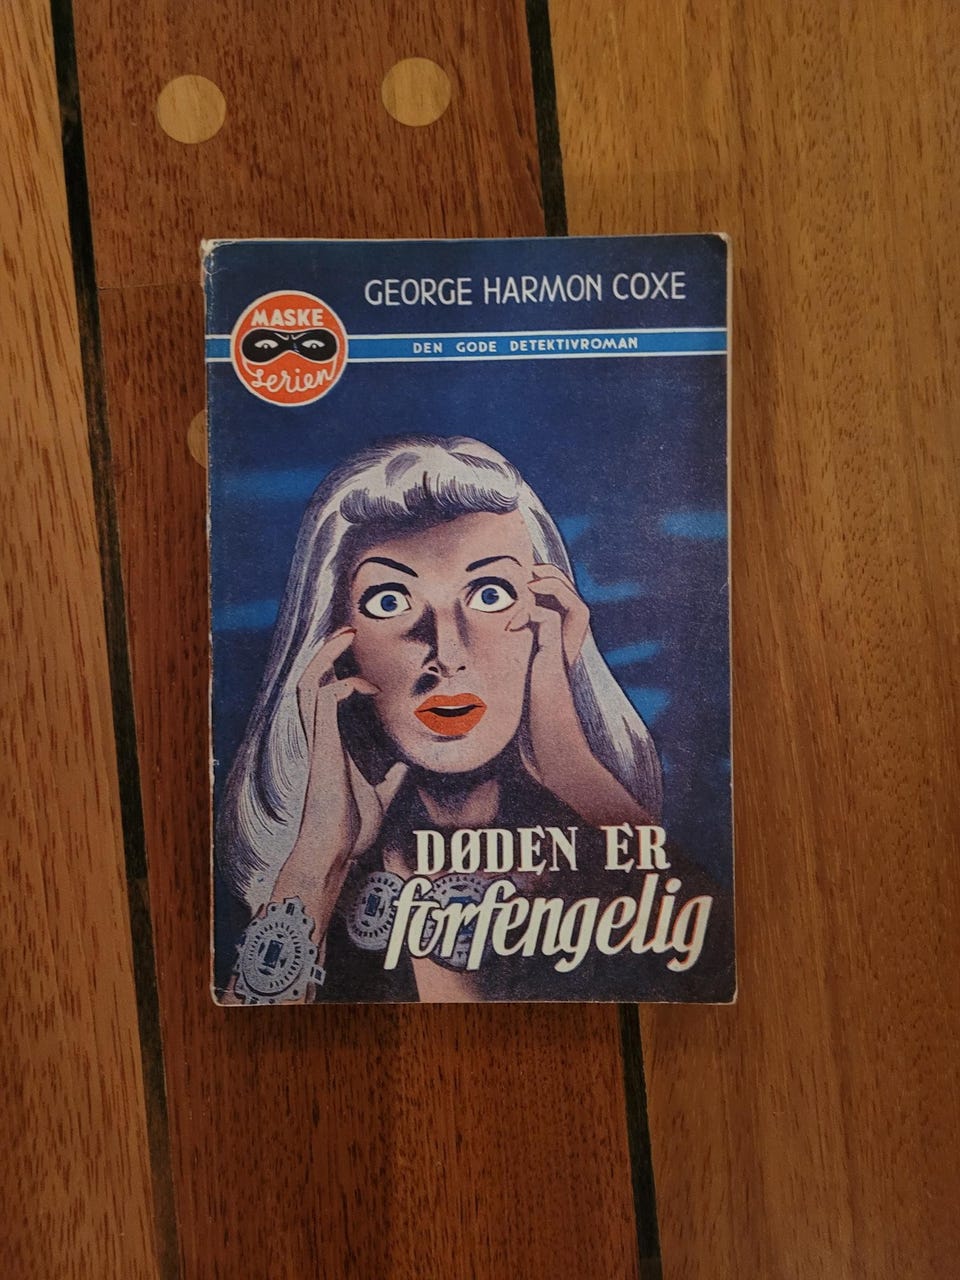 GEORGE HARMON COXE
MASKE
Serien
DEN GODE DETEKTIVROMAN
DØDEN ER
forfengelig